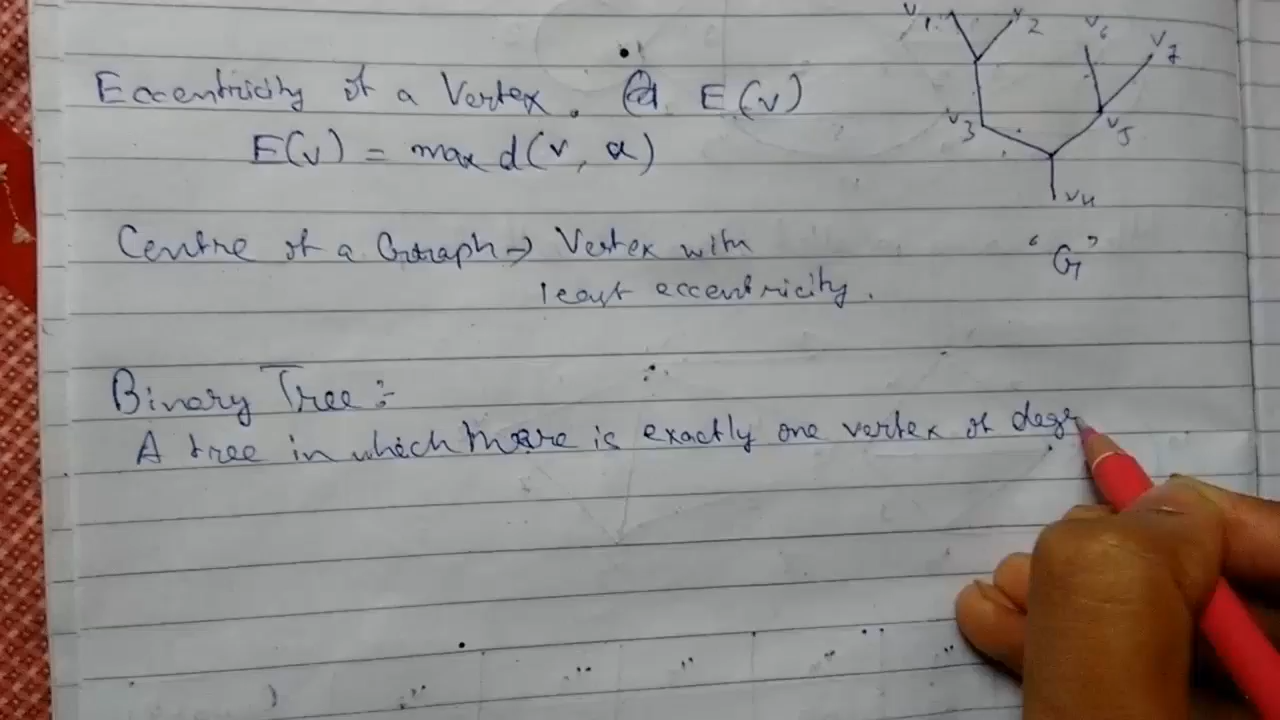 V1 V2 V6 V7
Eccentricity of a Vertex. E(v)
E(v) = max d(v, x)
V3 V5
V4
Centre of a Graph → Vertex with
least eccentricity.
"G"
Binary Tree :-
A tree in which there is exactly one vertex of degr